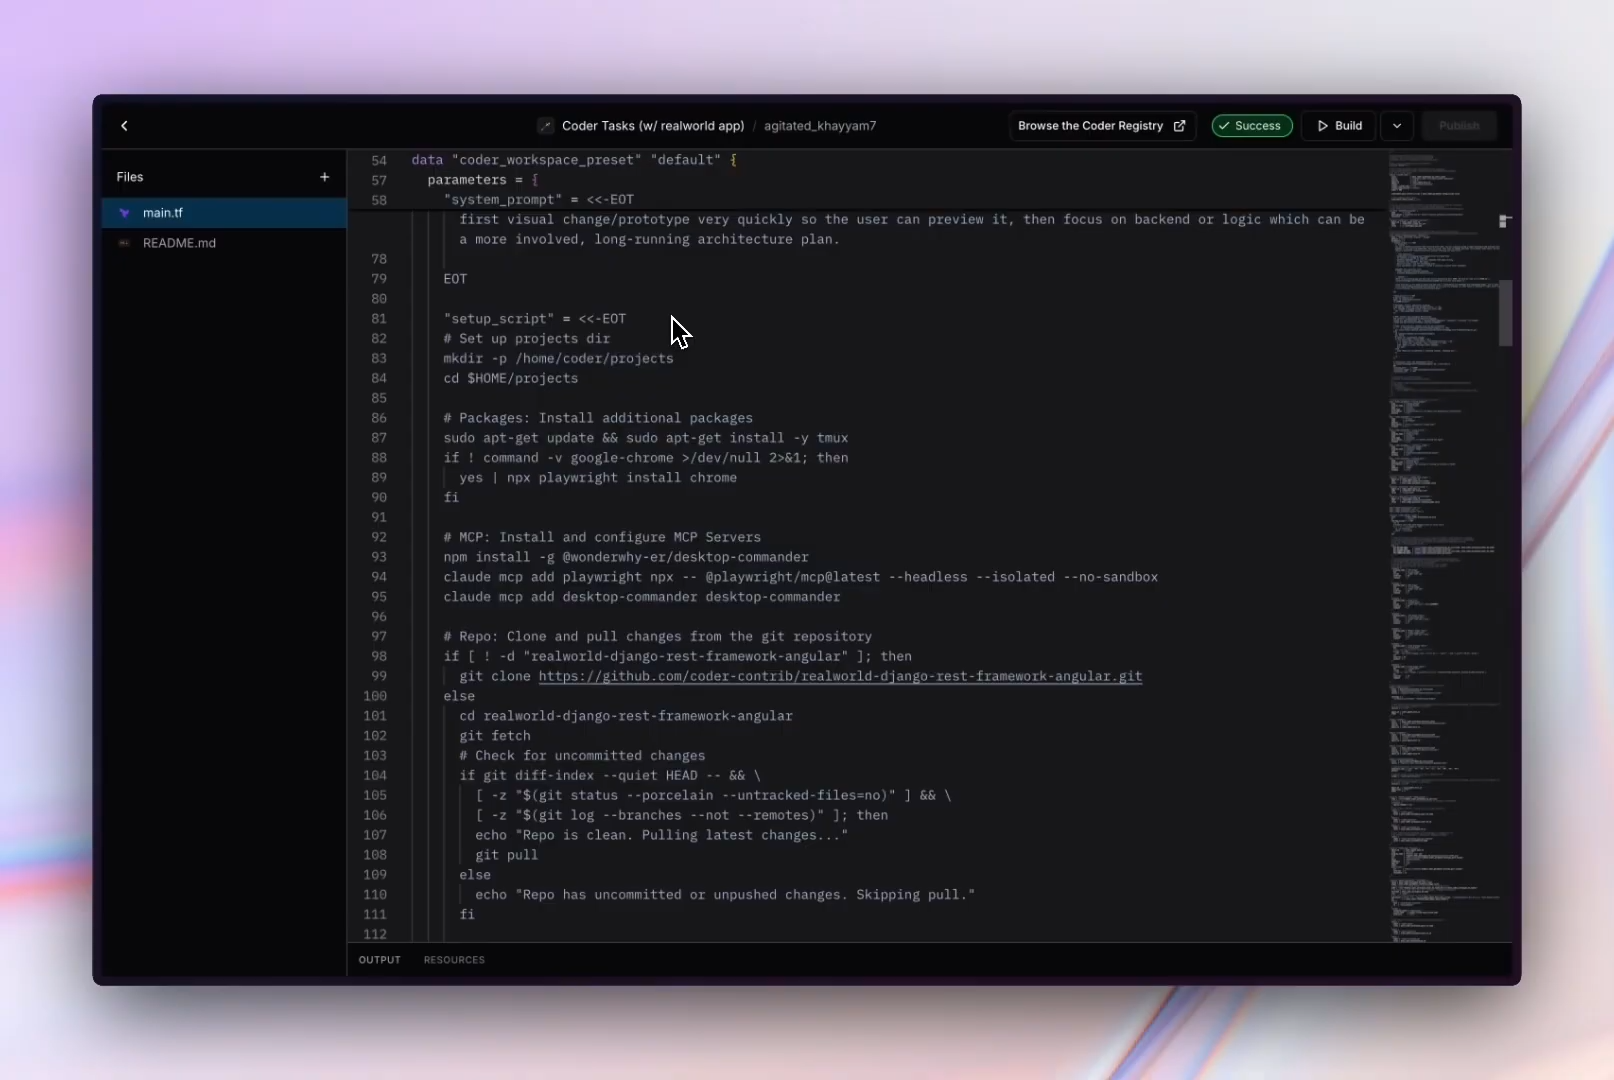 Coder Tasks (w/ realworld app) / agitated_khayyam7
Browse the Coder Registry
Success
Build
Publish
Files
+
main.tf
README.md
54 data "coder_workspace_preset" "default" {
57 parameters = {
58 "system_prompt" = <<-EOT
first visual change/prototype very quickly so the user can preview it, then focus on backend or logic which can be
a more involved, long-running architecture plan.
78
79 EOT
80
81 "setup_script" = <<-EOT
82 # Set up projects dir
83 mkdir -p /home/coder/projects
84 cd $HOME/projects
85
86 # Packages: Install additional packages
87 sudo apt-get update && sudo apt-get install -y tmux
88 if ! command -v google-chrome >/dev/null 2>&1; then
89 yes | npx playwright install chrome
90 fi
91
92 # MCP: Install and configure MCP Servers
93 npm install -g @wonderwhy-er/desktop-commander
94 claude mcp add playwright npx -- @playwright/mcp@latest --headless --isolated --no-sandbox
95 claude mcp add desktop-commander desktop-commander
96
97 # Repo: Clone and pull changes from the git repository
98 if [ ! -d "realworld-django-rest-framework-angular" ]; then
99 git clone https://github.com/coder-contrib/realworld-django-rest-framework-angular.git
100 else
101 cd realworld-django-rest-framework-angular
102 git fetch
103 # Check for uncommitted changes
104 if git diff-index --quiet HEAD -- && \
105 [ -z "$(git status --porcelain --untracked-files=no)" ] && \
106 [ -z "$(git log --branches --not --remotes)" ]; then
107 echo "Repo is clean. Pulling latest changes..."
108 git pull
109 else
110 echo "Repo has uncommitted or unpushed changes. Skipping pull."
111 fi
112
OUTPUT RESOURCES